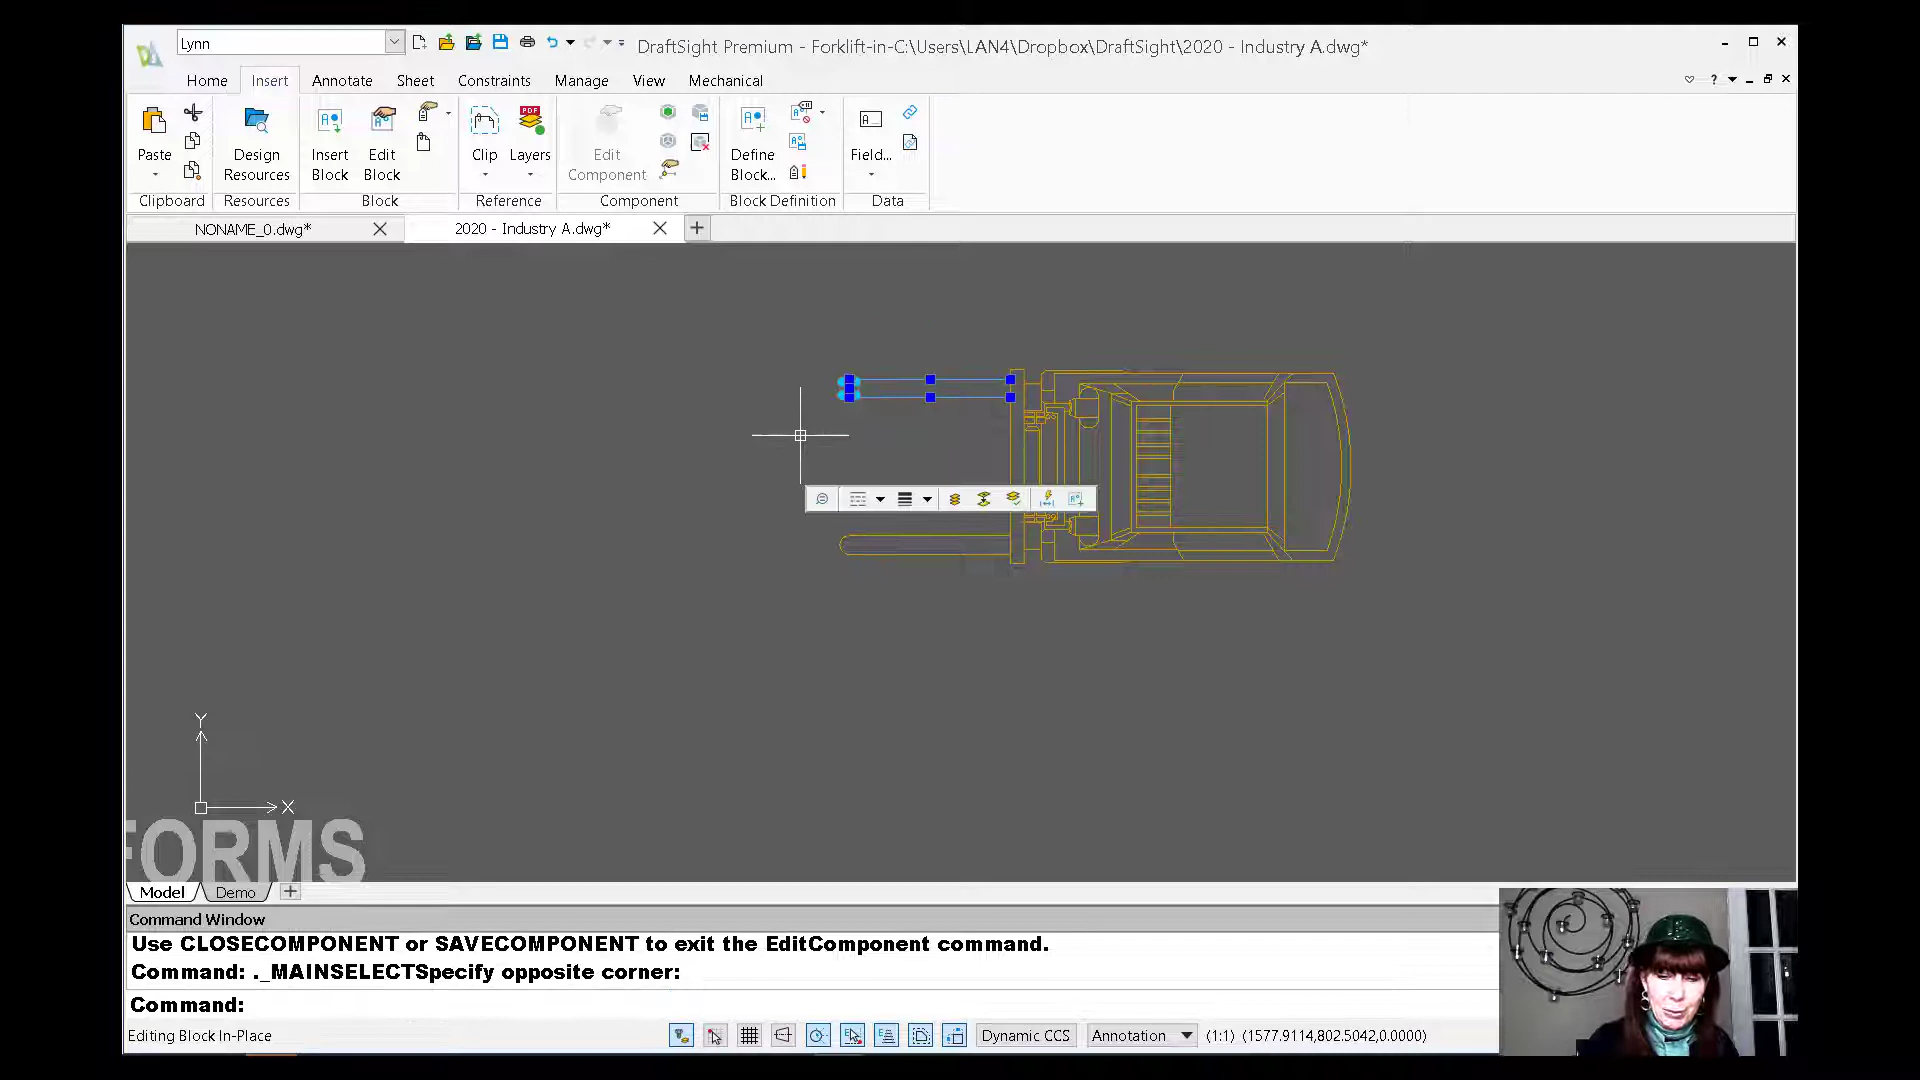 Lynn
DraftSight Premium - Forklift-in-C:\Users\LAN4\Dropbox\DraftSight\2020 - Industry A.dwg*
Home Insert Annotate Sheet Constraints Manage View Mechanical
Paste
Design Resources
Insert Block
Edit Block
Clip
Layers
Edit Component
Define Block...
Field...
Clipboard Resources Block Reference Component Block Definition Data
NONAME_0.dwg* 2020 - Industry A.dwg*
Y
X
FORMS
Model Demo
Command Window
Use CLOSECOMPONENT or SAVECOMPONENT to exit the EditComponent command.
Command: ._MAINSELECTSpecify opposite corner:
Command:
Editing Block In-Place Dynamic CCS Annotation (1:1) (1577.9114,802.5042,0.0000)